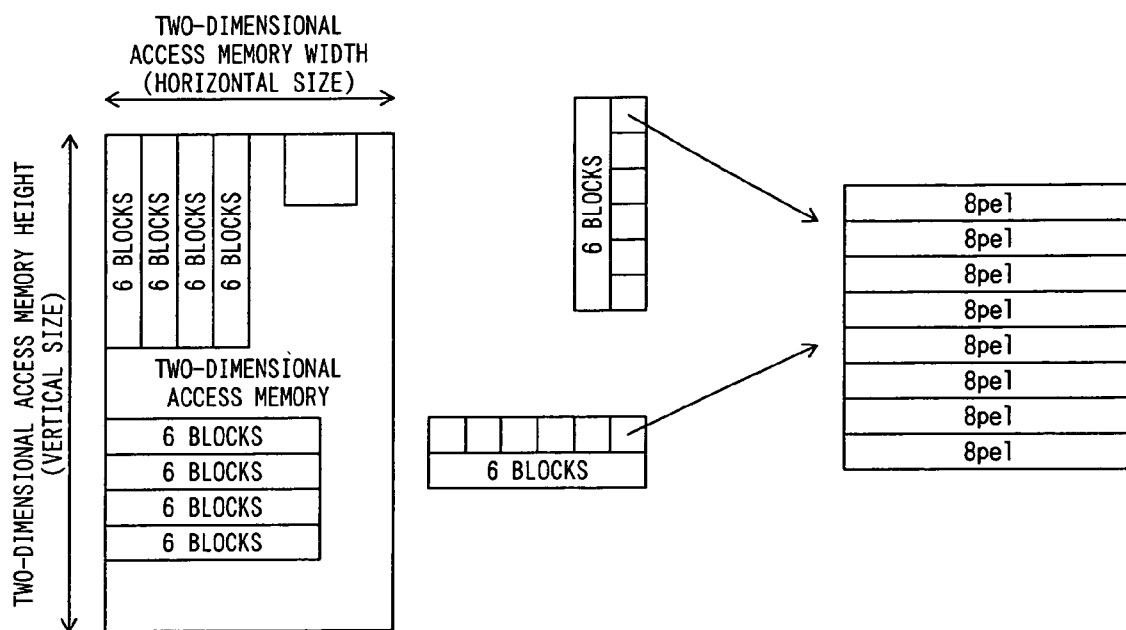 TWO-DIMENSIONAL
ACCESS MEMORY WIDTH
(HORIZONTAL SIZE)
TWO-DIMENSIONAL ACCESS MEMORY HEIGHT
(VERTICAL SIZE)
6 BLOCKS
6 BLOCKS
6 BLOCKS
6 BLOCKS
TWO-DIMENSIONAL
ACCESS MEMORY
6 BLOCKS
6 BLOCKS
6 BLOCKS
6 BLOCKS
6 BLOCKS
6 BLOCKS
8pel
8pel
8pel
8pel
8pel
8pel
8pel
8pel